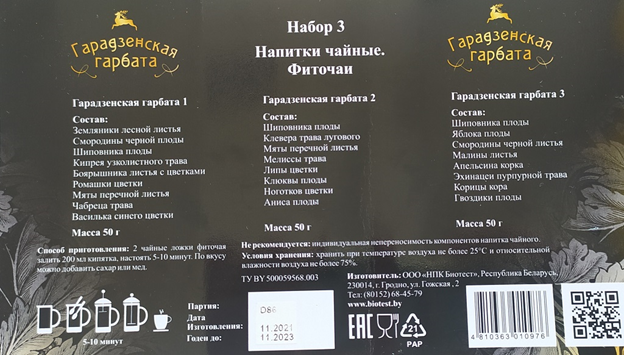 Гарадзенская
гарбата
Набор 3
Напитки чайные.
Фиточаи
Гарадзенская
гарбата
Гарадзенская гарбата 1
Состав:
Земляники лесной листья
Смородины черной плоды
Шиповника плоды
Кипрея узколистного трава
Боярышника листья с цветками
Ромашки цветки
Мяты перечной листья
Чабреца трава
Василька синего цветки
Масса 50 г
Гарадзенская гарбата 2
Состав:
Шиповника плоды
Клевера трава лугового
Мяты перечной листья
Мелиссы трава
Липы цветки
Клюквы плоды
Ноготков цветки
Аниса плоды
Масса 50 г
Гарадзенская гарбата 3
Состав:
Шиповника плоды
Яблока плоды
Смородины черной листья
Малины листья
Апельсина корка
Эхинацеи пурпурной трава
Корицы кора
Гвоздики плоды
Масса 50 г
Способ приготовления: 2 чайные ложки фиточая
залить 200 мл кипятка, настоять 5-10 минут. По вкусу
можно добавить сахар или мед.
Не рекомендуется: индивидуальная непереносимость компонентов напитка чайного.
Условия хранения: хранить при температуре воздуха не более 25°С и относительной
влажности воздуха не более 75%.
ТУ BY 500059568.003
Изготовитель: ООО «НПК Биотест», Республика Беларусь,
230014, г. Гродно, ул. Гожская , 2
Тел: (80152) 68-45-79
www.biotest.by
5-10 минут
Партия:
Дата
Изготовления:
Годен до
11.2021
11.2023
EAC
21
PAP
4 810363 010976